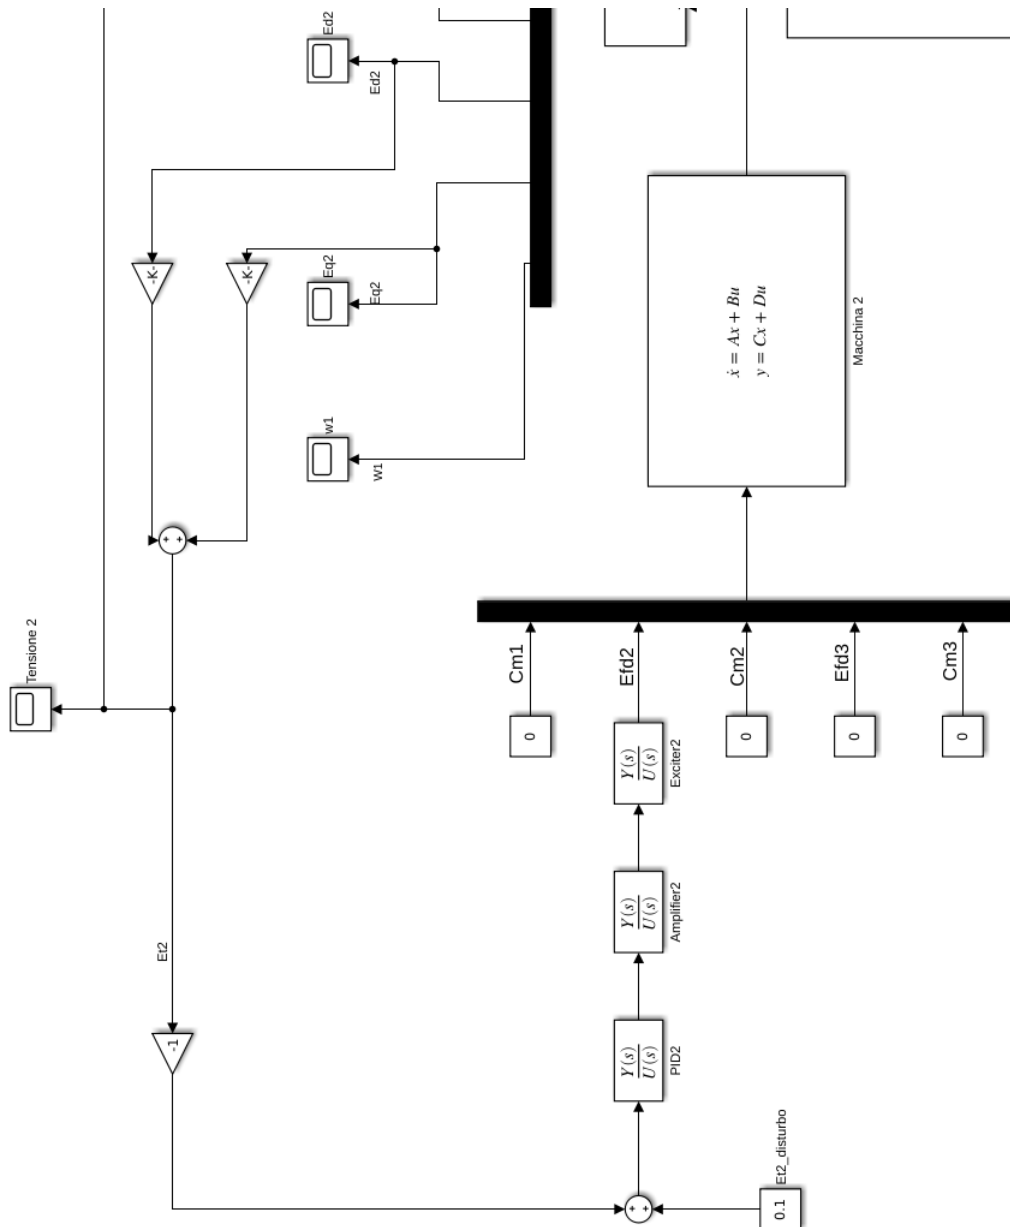 Ed2
Ed2
-K-
-K-
Eq2
Eq2
w1
W1
ẋ = Ax + Bu
y = Cx + Du
Macchina 2
+
+
Tensione 2
Cm1
Efd2
Cm2
Efd3
Cm3
0
0
0
0
Y(s)
U(s)
Exciter2
Y(s)
U(s)
Amplifier2
Et2
-1
Y(s)
U(s)
PID2
+
+
Et2_disturbo
0.1